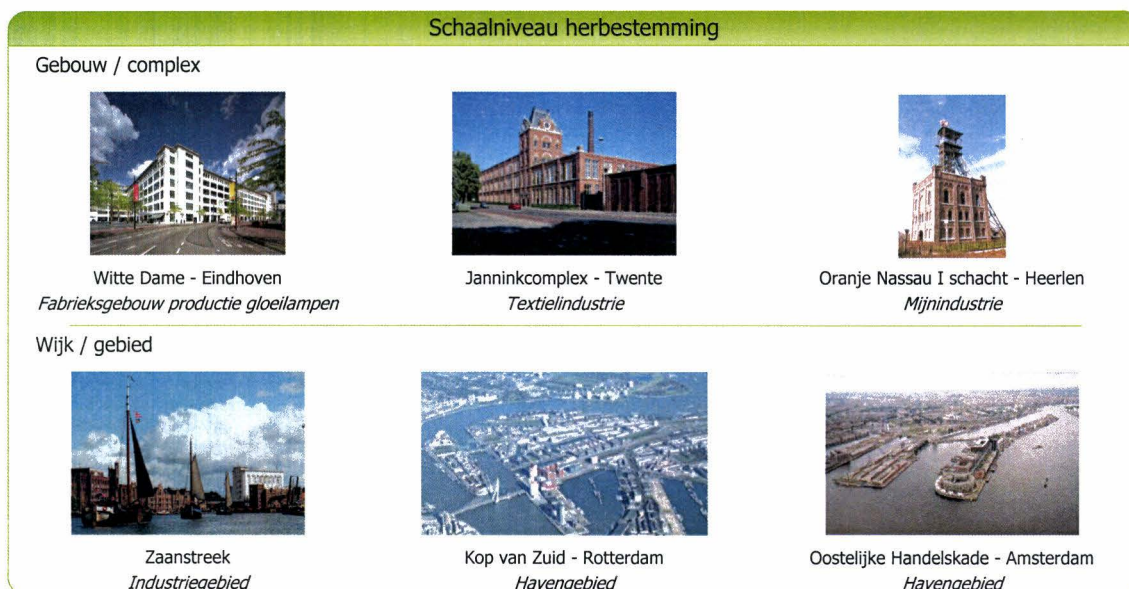 Schaalniveau herbestemming
Gebouw / complex
Witte Dame - Eindhoven
Fabrieksgebouw productie gloeilampen
Janninkcomplex - Twente
Textielindustrie
Oranje Nassau I schacht - Heerlen
Mijnindustrie
Wijk / gebied
Zaanstreek
Industriegebied
Kop van Zuid - Rotterdam
Havengebied
Oostelijke Handelskade - Amsterdam
Havengebied